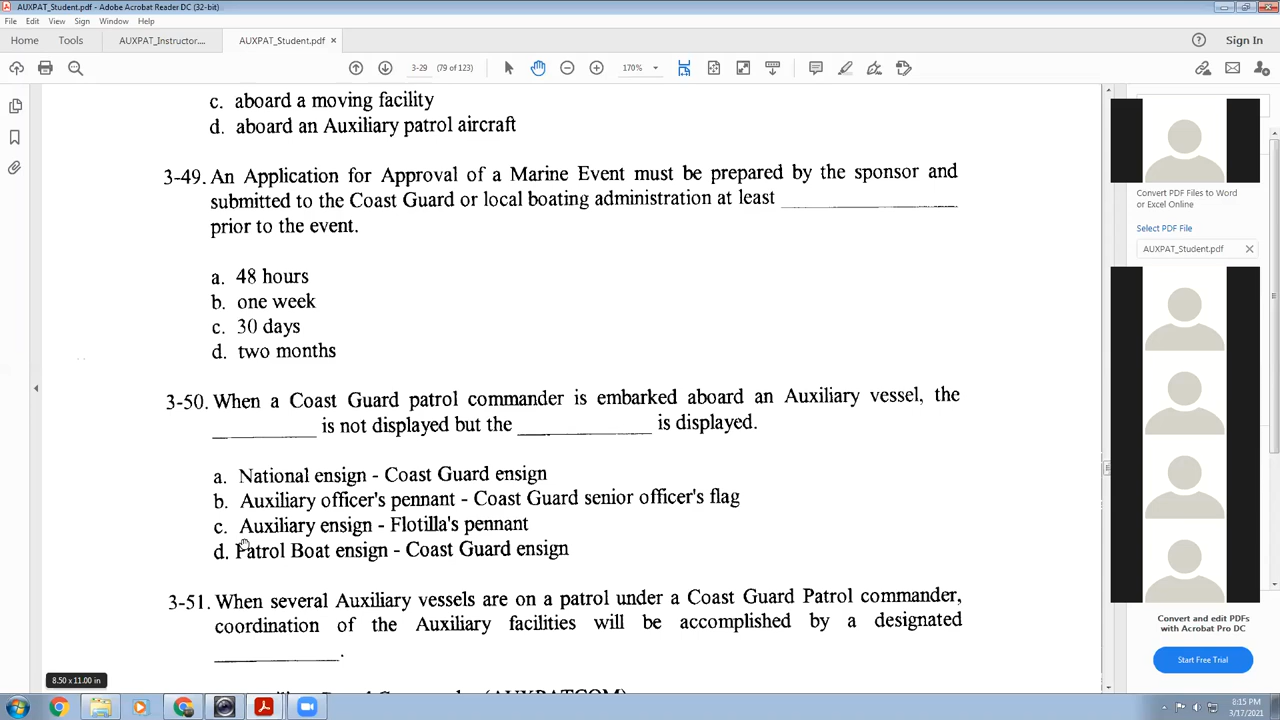 AUXPAT_Student.pdf - Adobe Acrobat Reader DC (32-bit)
File Edit View Sign Window Help
Home Tools AUXPAT_Instructor.... AUXPAT_Student.pdf × Sign In
3-29 (79 of 123) 170%
c. aboard a moving facility
d. aboard an Auxiliary patrol aircraft
3-49. An Application for Approval of a Marine Event must be prepared by the sponsor and
submitted to the Coast Guard or local boating administration at least ________________
prior to the event.
a. 48 hours
b. one week
c. 30 days
d. two months
3-50. When a Coast Guard patrol commander is embarked aboard an Auxiliary vessel, the
__________ is not displayed but the _____________ is displayed.
a. National ensign - Coast Guard ensign
b. Auxiliary officer's pennant - Coast Guard senior officer's flag
c. Auxiliary ensign - Flotilla's pennant
d. Patrol Boat ensign - Coast Guard ensign
3-51. When several Auxiliary vessels are on a patrol under a Coast Guard Patrol commander,
coordination of the Auxiliary facilities will be accomplished by a designated
____________.
8.50 x 11.00 in
Convert PDF Files to Word
or Excel Online
Select PDF File
AUXPAT_Student.pdf
Convert and edit PDFs
with Acrobat Pro DC
Start Free Trial
8:15 PM
3/17/2021